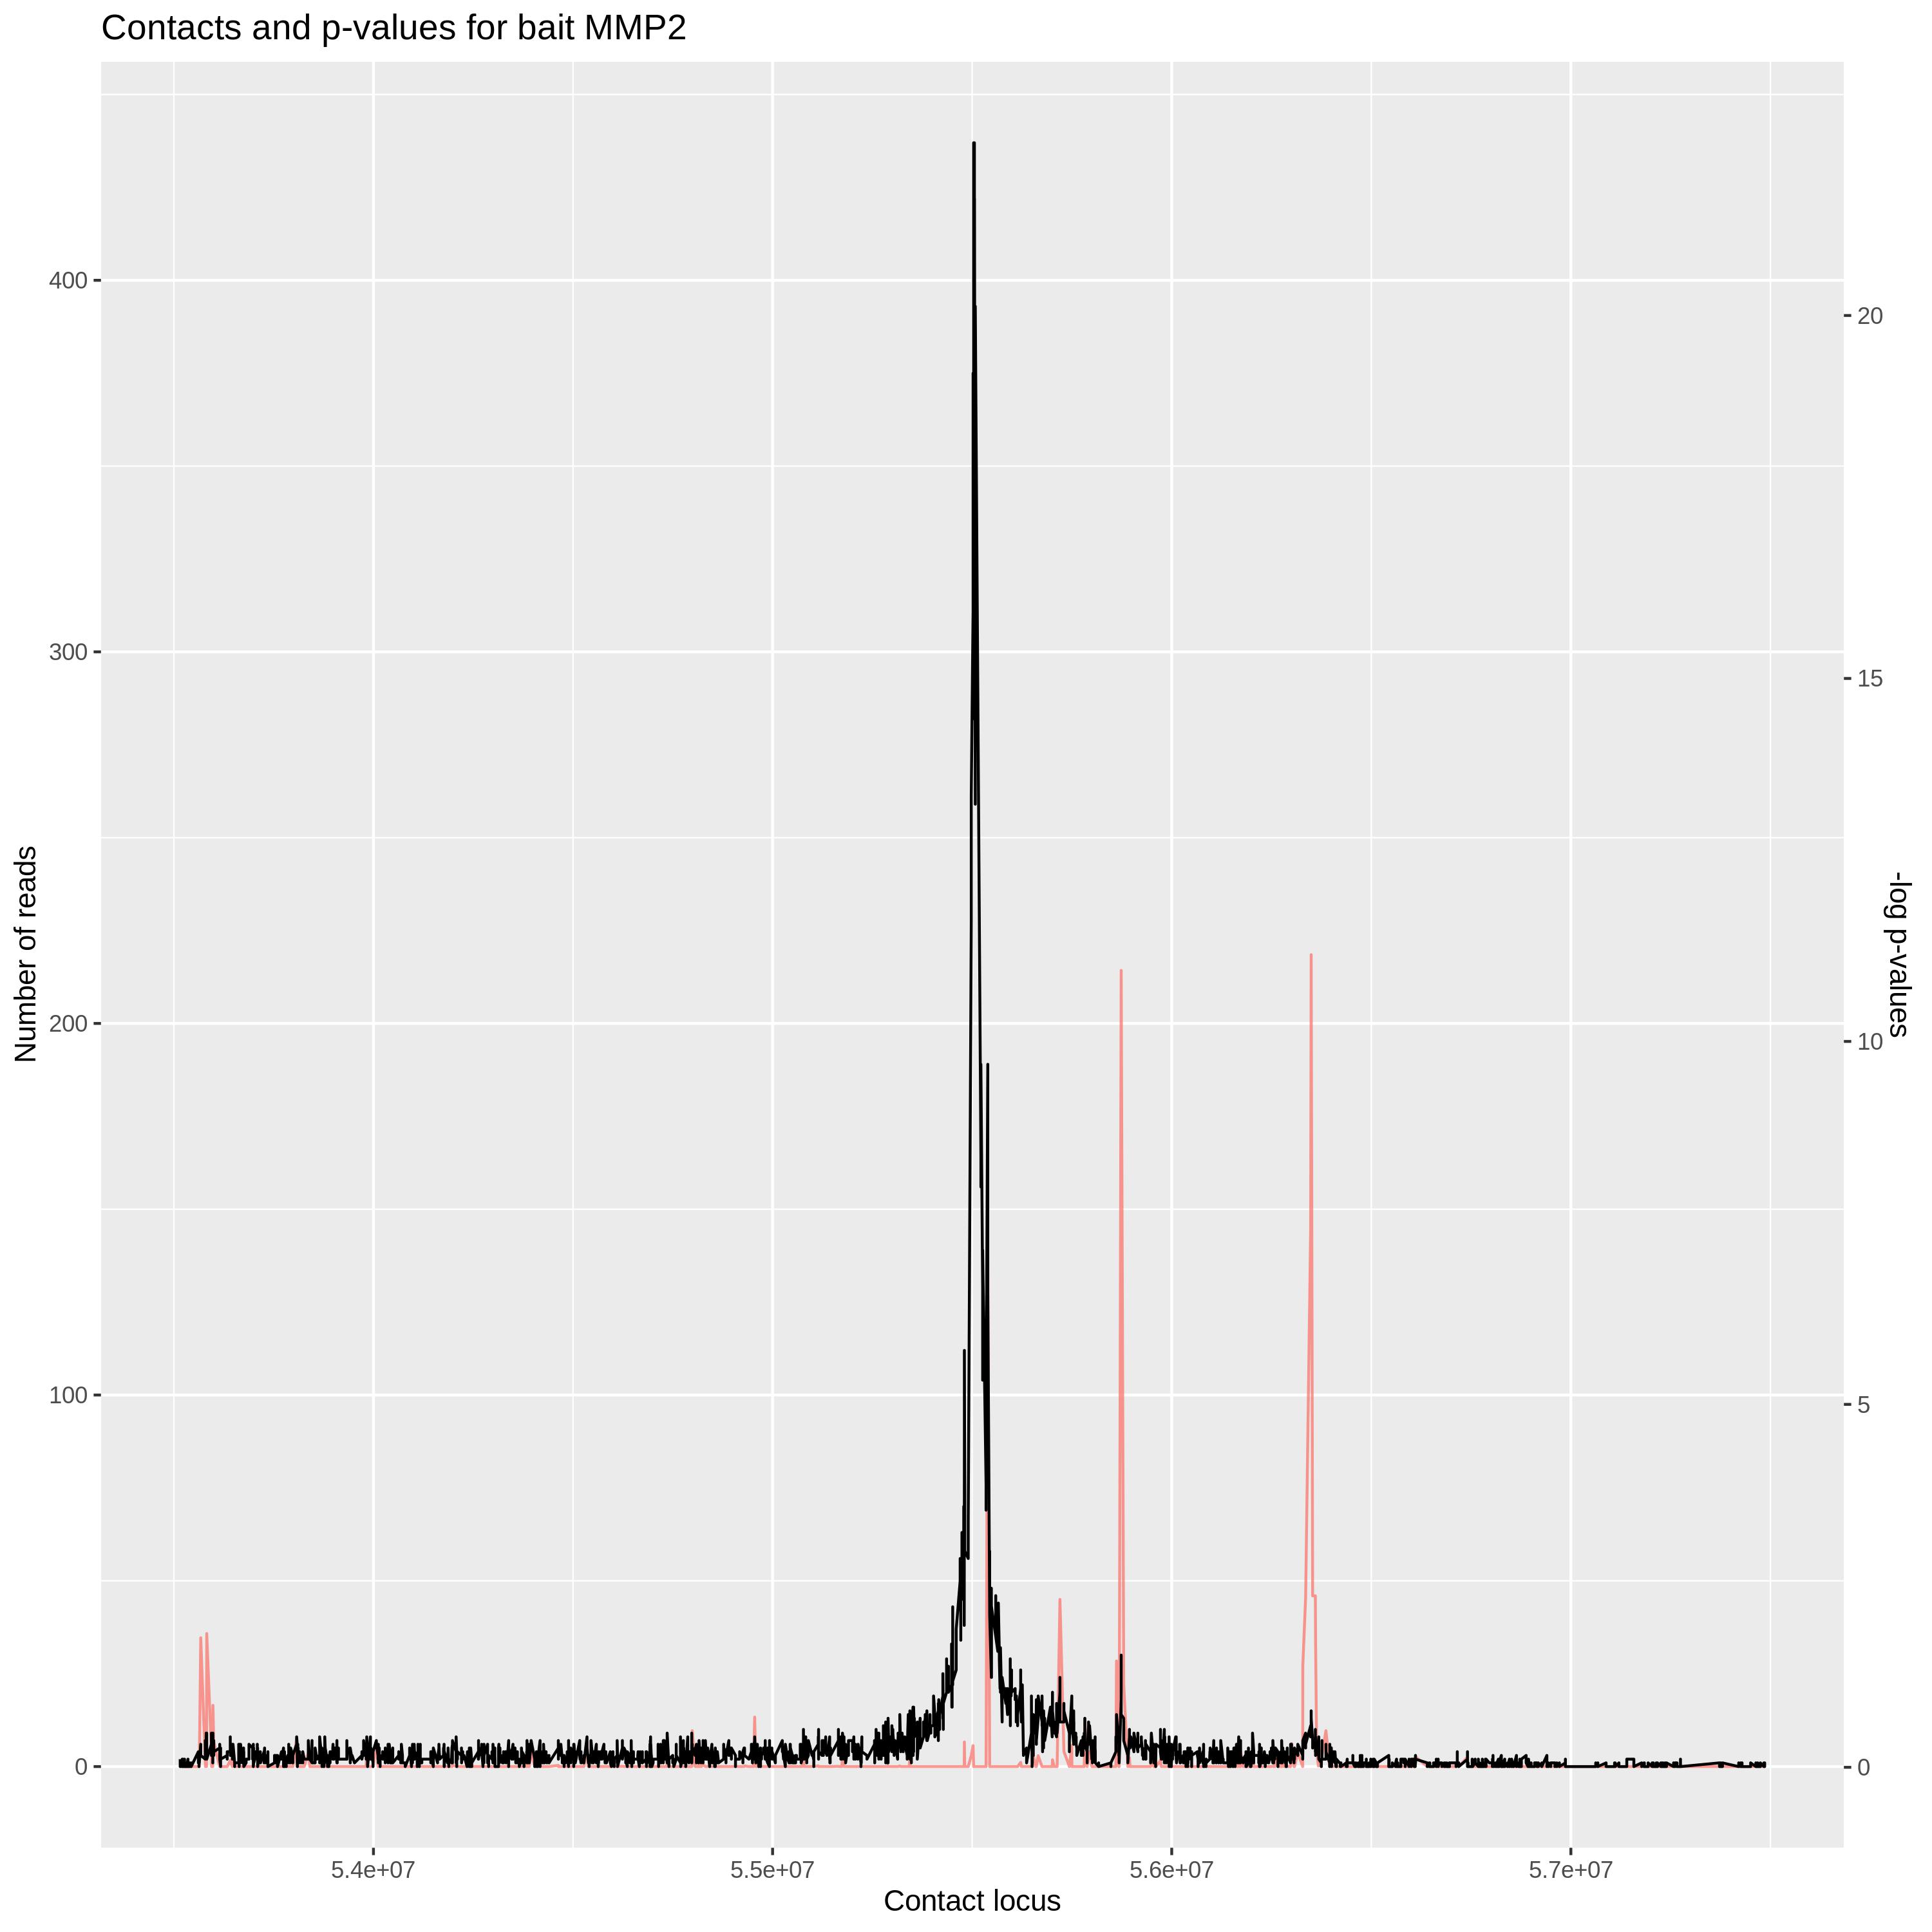 Contacts and p-values for bait MMP2
400
300
200
100
0
Number of reads
20
15
10
5
0
-log p-values
5.4e+07
5.5e+07
5.6e+07
5.7e+07
Contact locus